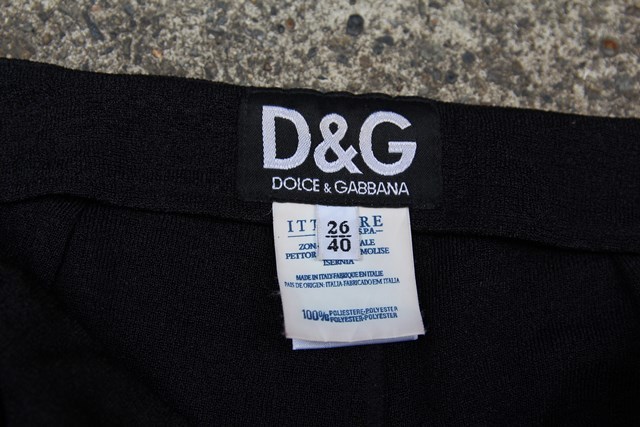 D&G
DOLCE & GABBANA
26
40
S.P.A.
ISERNIA
MADE IN ITALY FABRIQUE EN ITALIE
PAIS DE ORIGEN: ITALIA FABRICADO EM ITALIA
100% POLIESTERE-POLYESTER
POLYESTER-POLYESTER